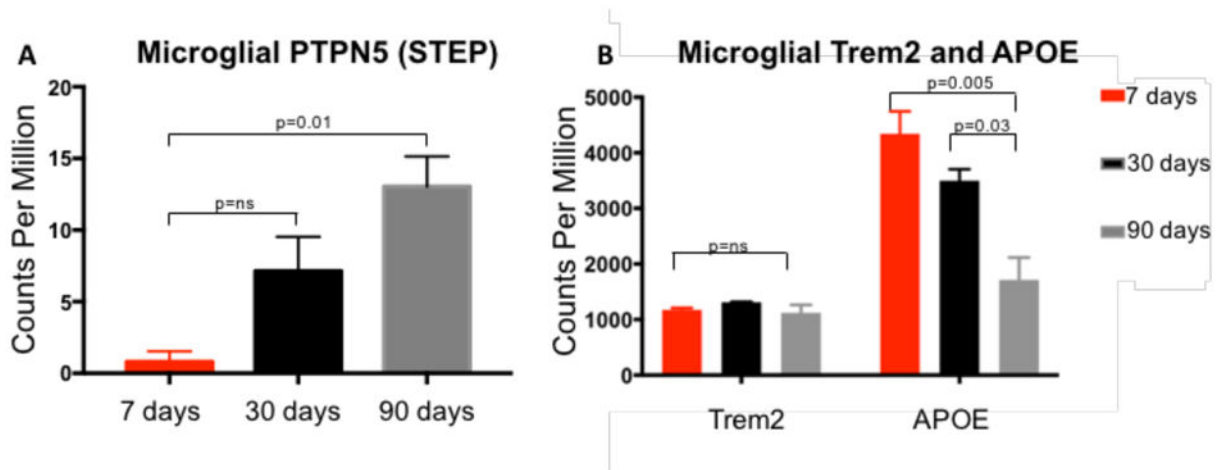 A Microglial PTPN5 (STEP)
Counts Per Million
20
15
10
5
0
p=0.01
p=ns
7 days 30 days 90 days
B Microglial Trem2 and APOE
Counts Per Million
5000
4000
3000
2000
1000
0
p=0.005
p=0.03
p=ns
Trem2 APOE
7 days
30 days
90 days